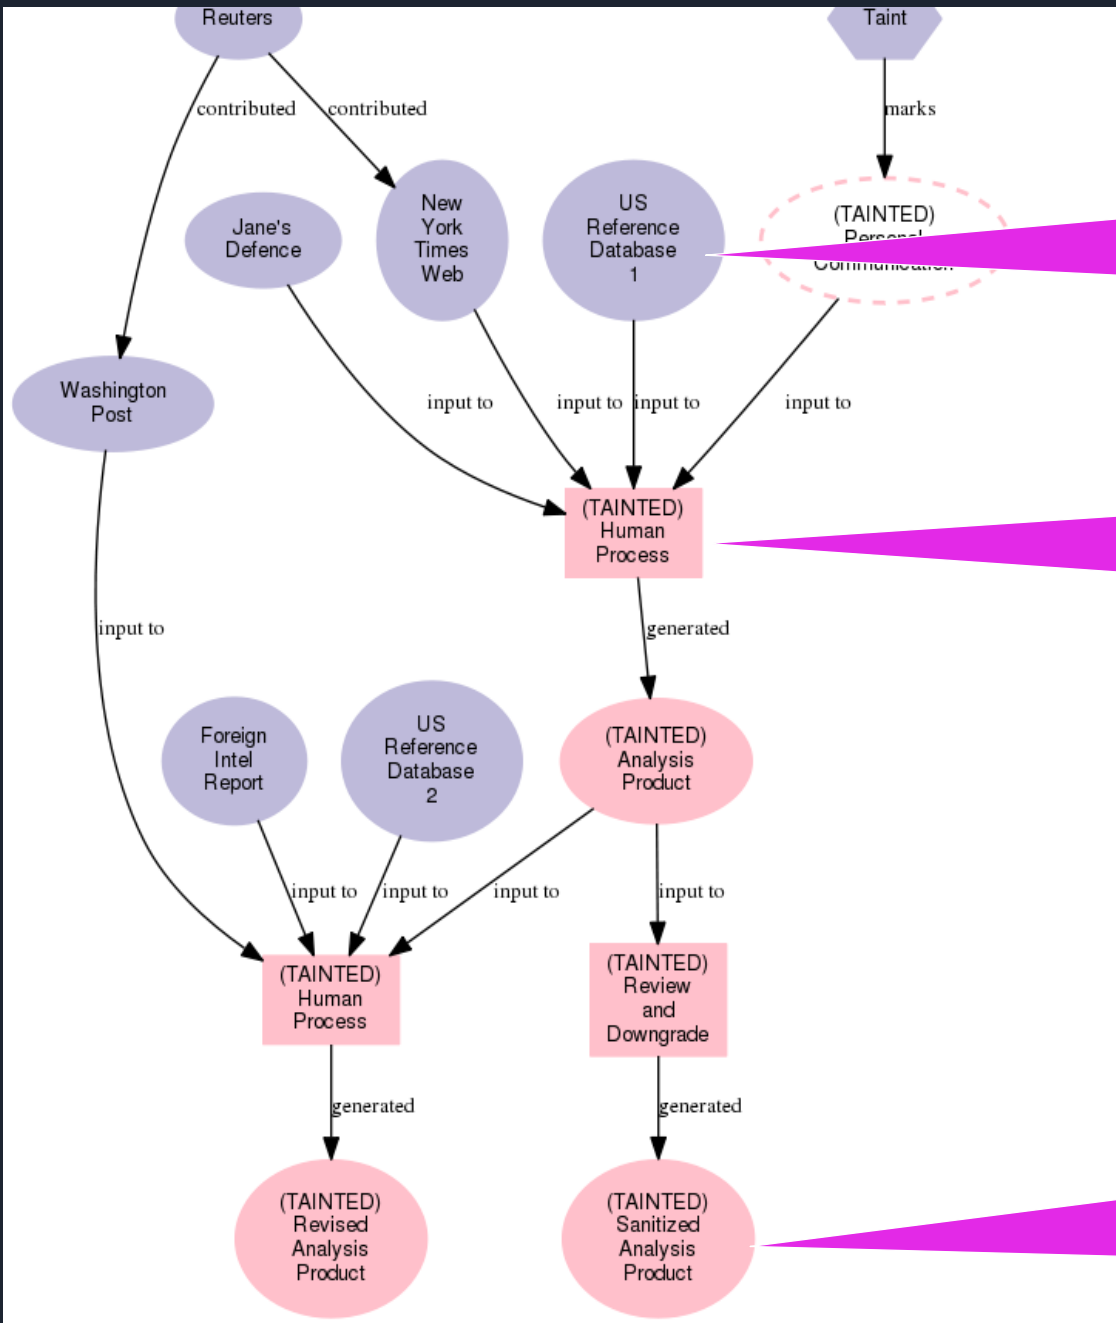 Reuters
Taint
contributed
contributed
marks
Jane's
Defence
New
York
Times
Web
US
Reference
Database
1
(TAINTED)
Personal
Communication
Washington
Post
input to
input to
input to
input to
(TAINTED)
Human
Process
input to
generated
Foreign
Intel
Report
US
Reference
Database
2
(TAINTED)
Analysis
Product
input to
input to
input to
input to
(TAINTED)
Human
Process
(TAINTED)
Review
and
Downgrade
generated
generated
(TAINTED)
Revised
Analysis
Product
(TAINTED)
Sanitized
Analysis
Product